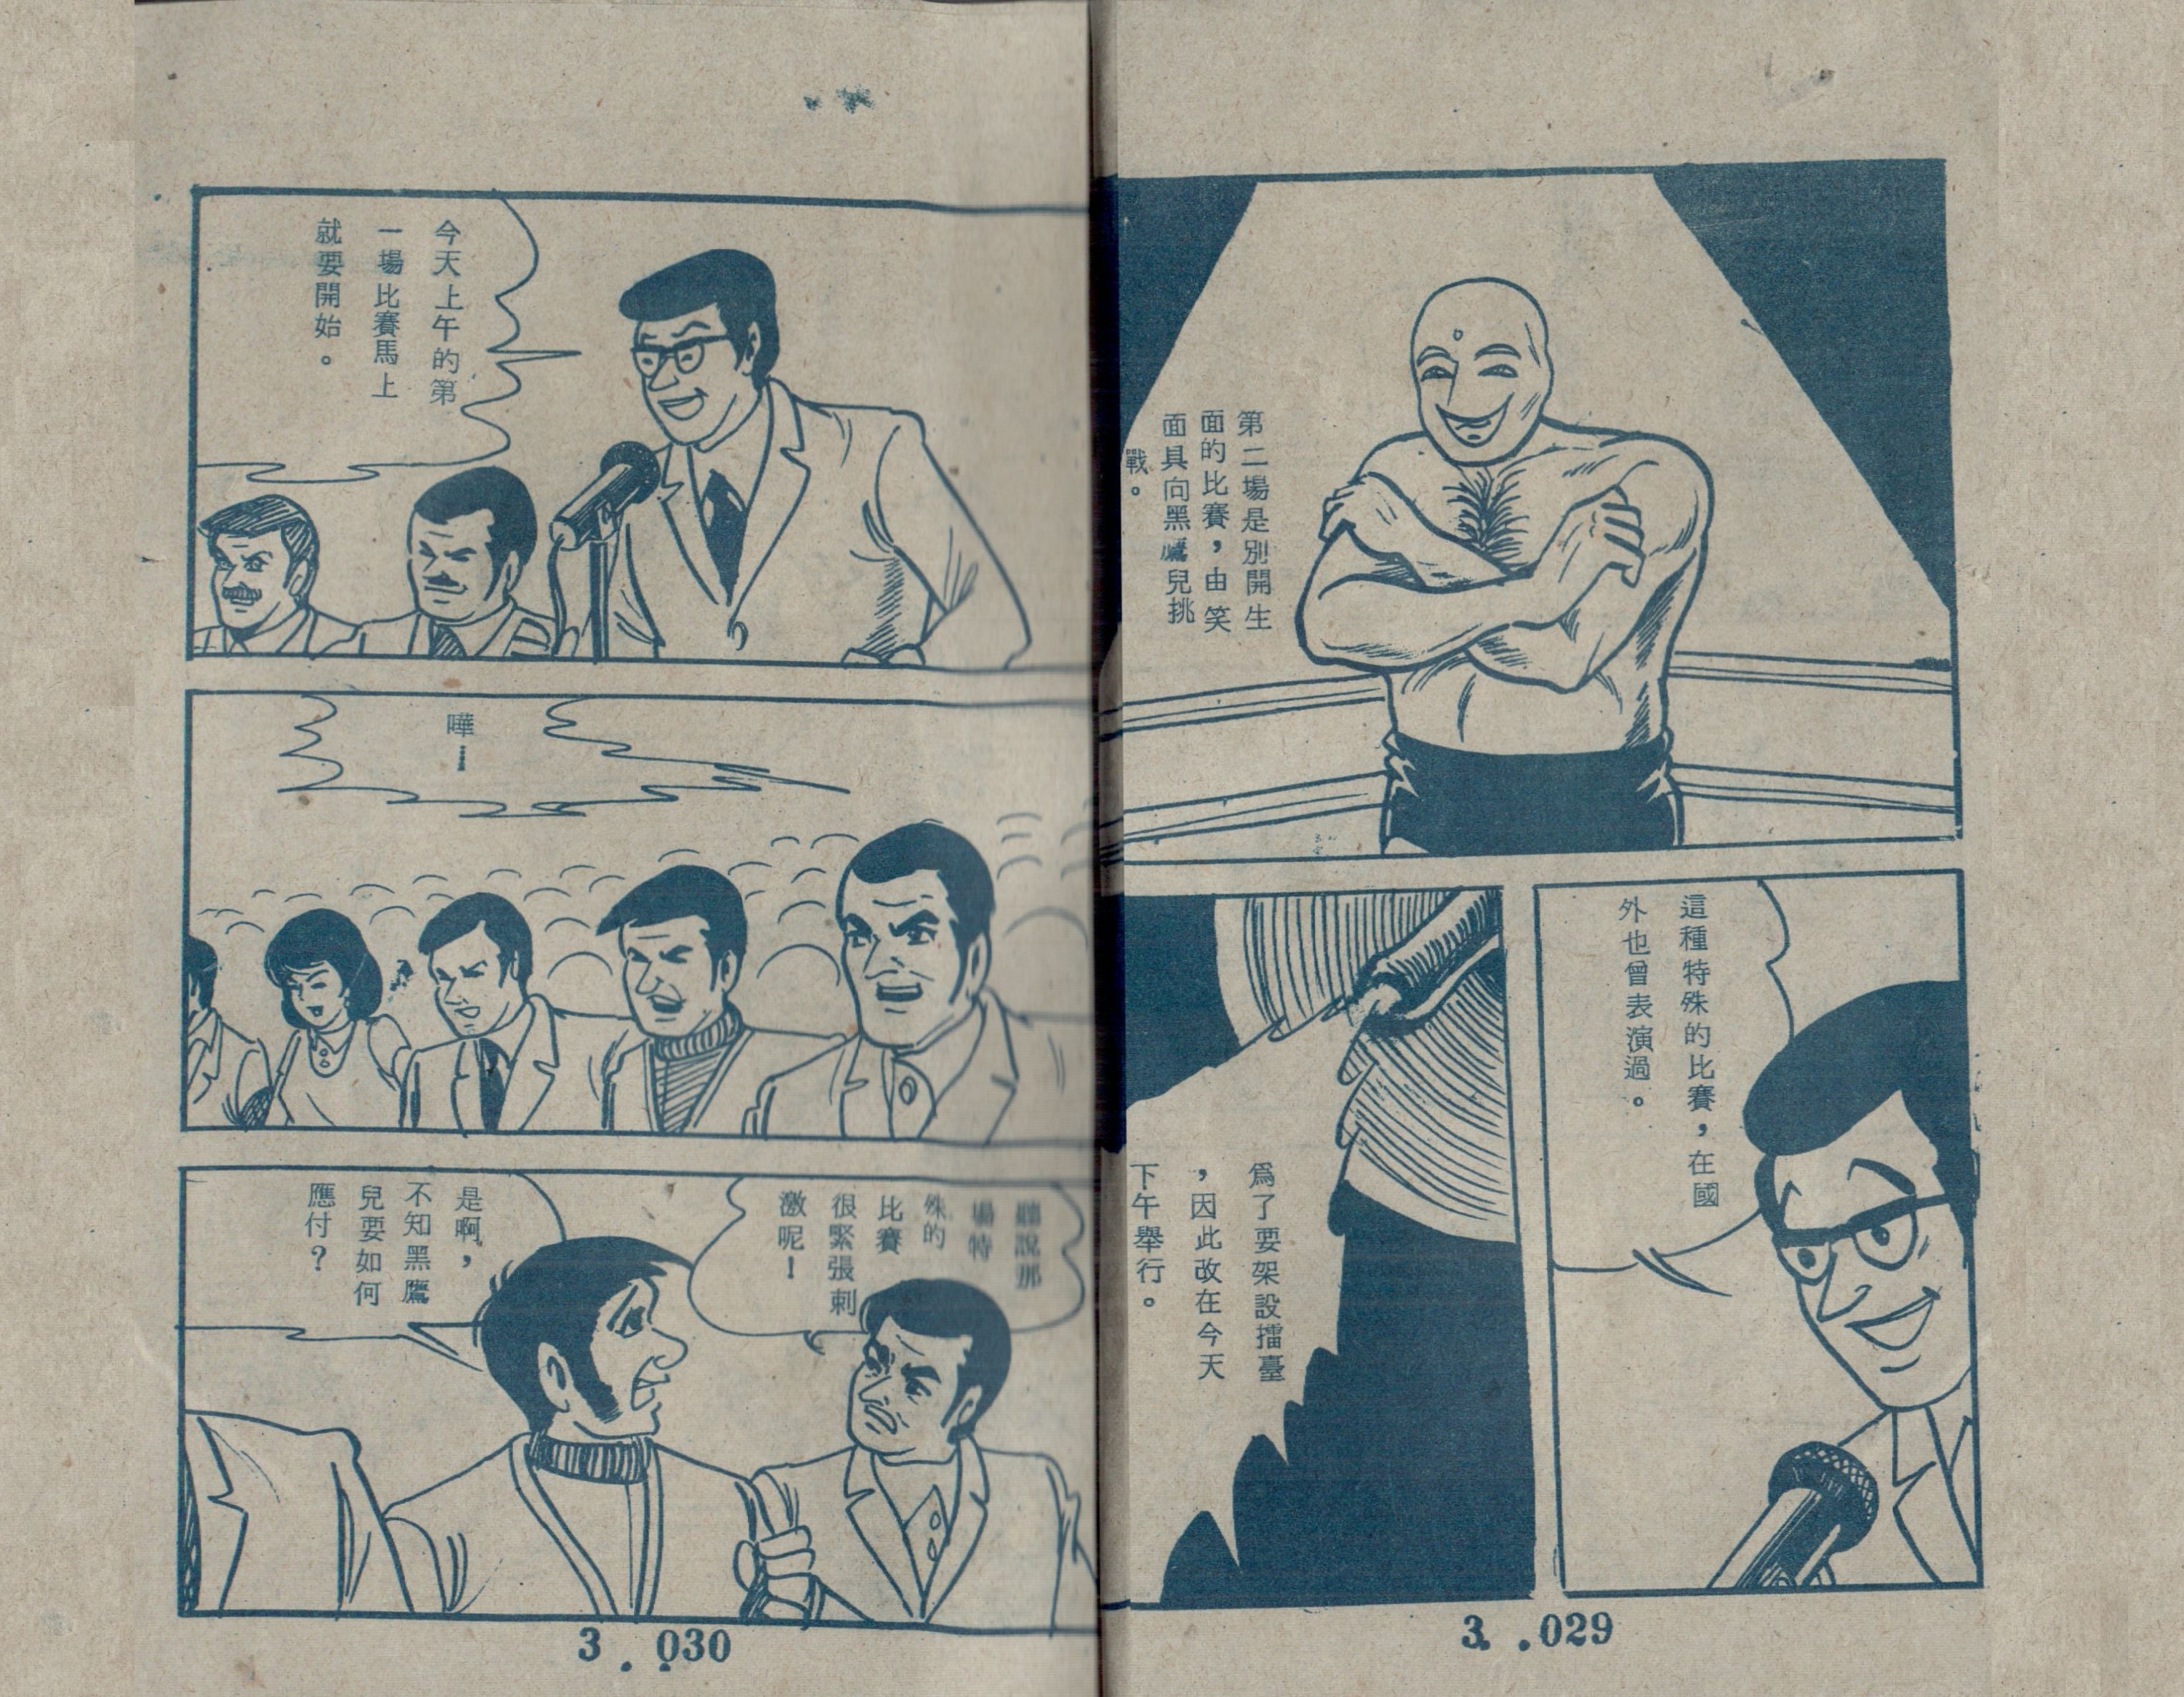 第二場是別開生
面的比賽，由笑
面具向黑鷹兒挑
戰。
這種特殊的比賽，在國
外也曾表演過。
為了要架設擂臺
，因此改在今天
下午舉行。
3.029
今天上午的第
一場比賽馬上
就要開始。
嘩
聽說那
場特
殊的
比賽
很緊張刺
激呢！
是啊，
不知黑鷹
兒要如何
應付？
3.030